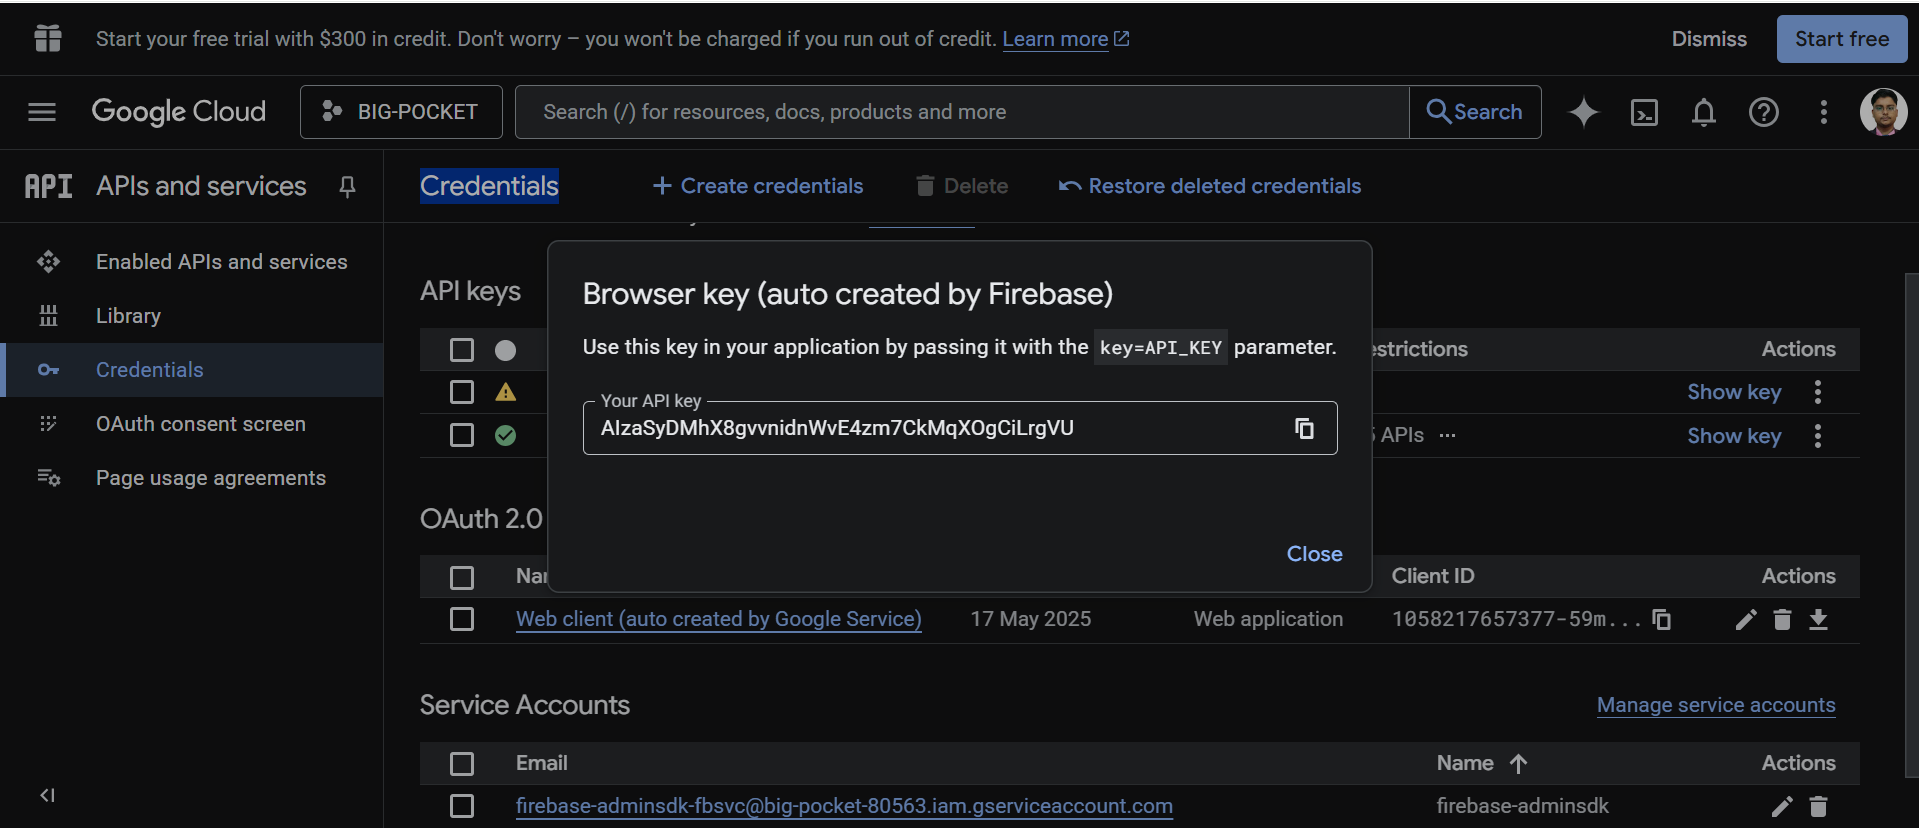 Start your free trial with $300 in credit. Don't worry – you won't be charged if you run out of credit. Learn more
Dismiss
Start free
Google Cloud
BIG-POCKET
Search (/) for resources, docs, products and more
Search
API APIs and services
Credentials
Create credentials
Delete
Restore deleted credentials
Enabled APIs and services
Library
Credentials
OAuth consent screen
Page usage agreements
API keys
Actions
Show key
APIs ...
Show key
Browser key (auto created by Firebase)
Use this key in your application by passing it with the key=API_KEY parameter.
Your API key
AIzaSyDMhX8gvvnidnWvE4zm7CkMqXOgCiLrgVU
Close
OAuth 2.0
Client ID
Actions
Web client (auto created by Google Service)
17 May 2025
Web application
1058217657377-59m...
Service Accounts
Manage service accounts
Email
Name
Actions
firebase-adminsdk-fbsvc@big-pocket-80563.iam.gserviceaccount.com
firebase-adminsdk